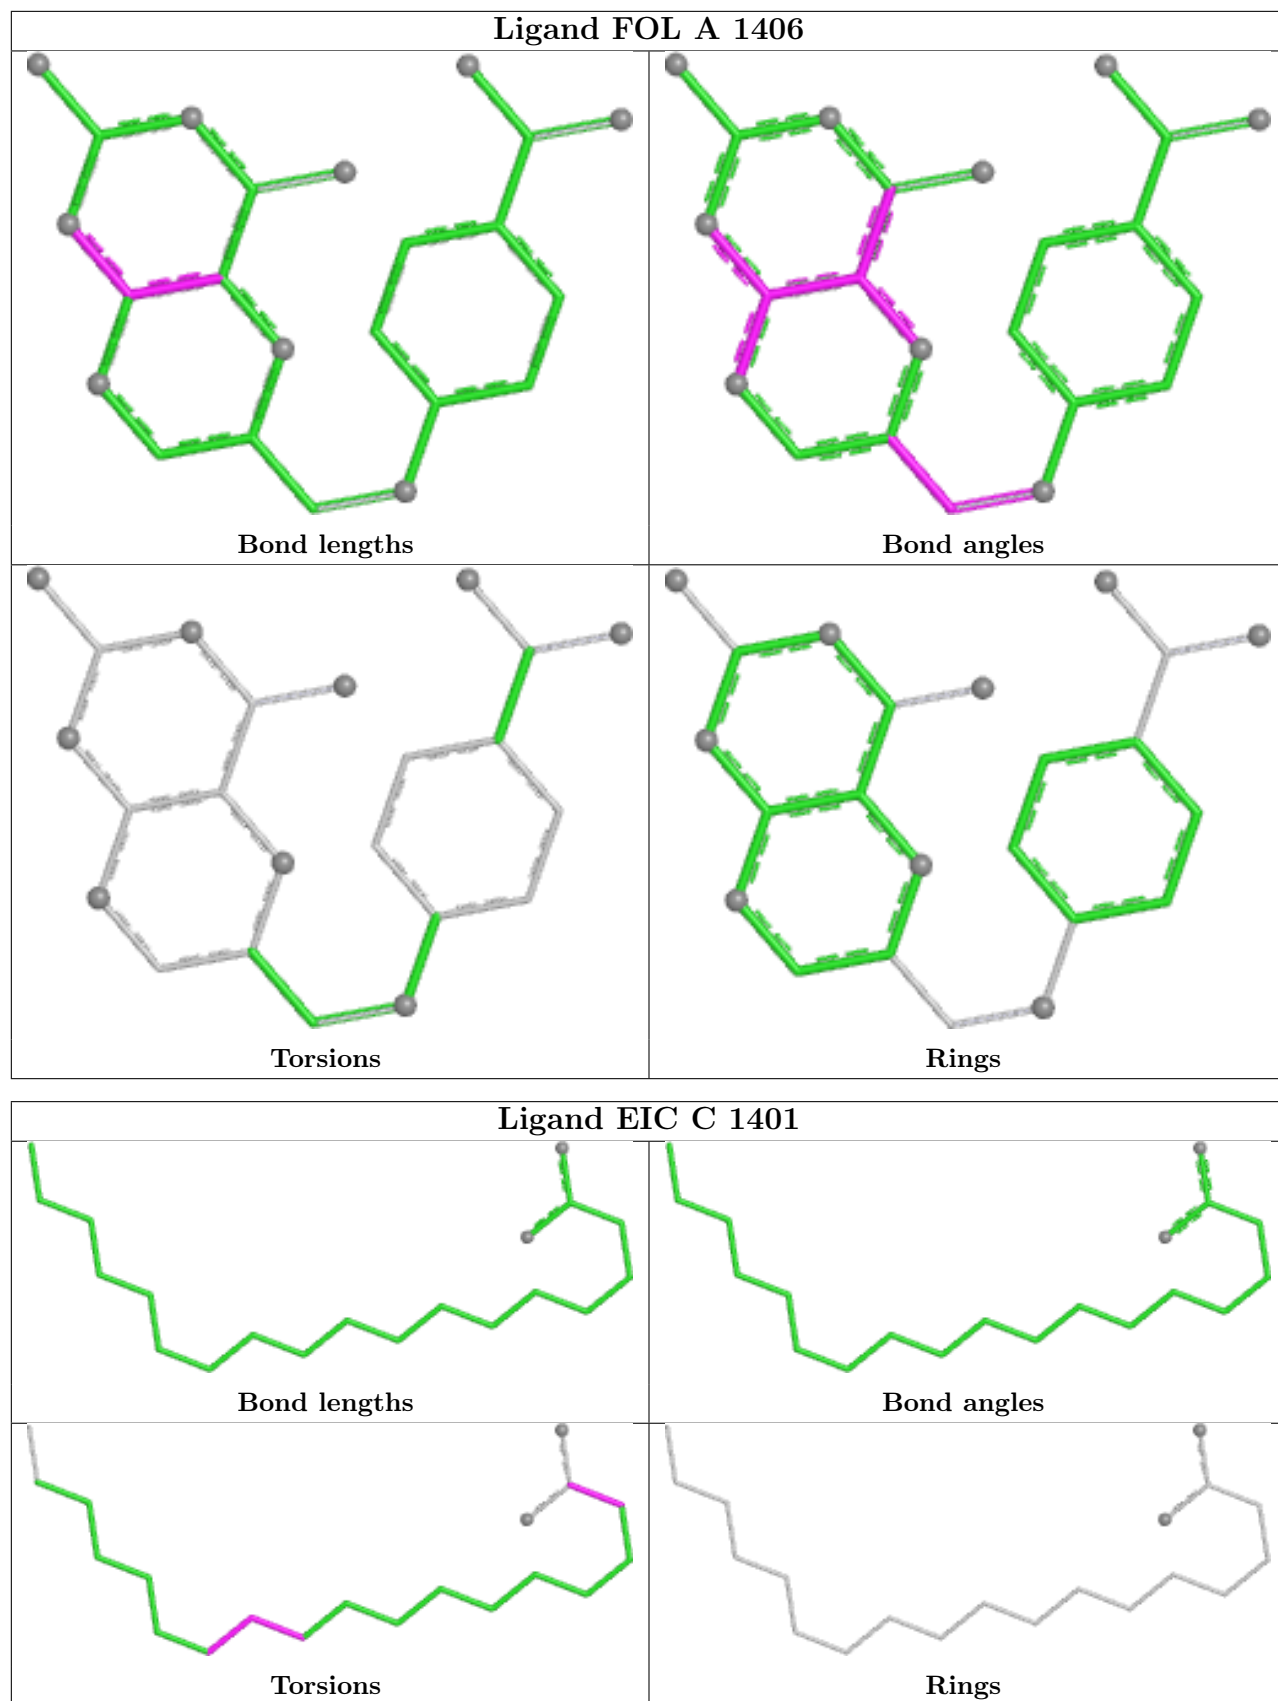 Ligand FOL A 1406
Bond lengths
Bond angles
Torsions
Rings
Ligand EIC C 1401
Bond lengths
Bond angles
Torsions
Rings